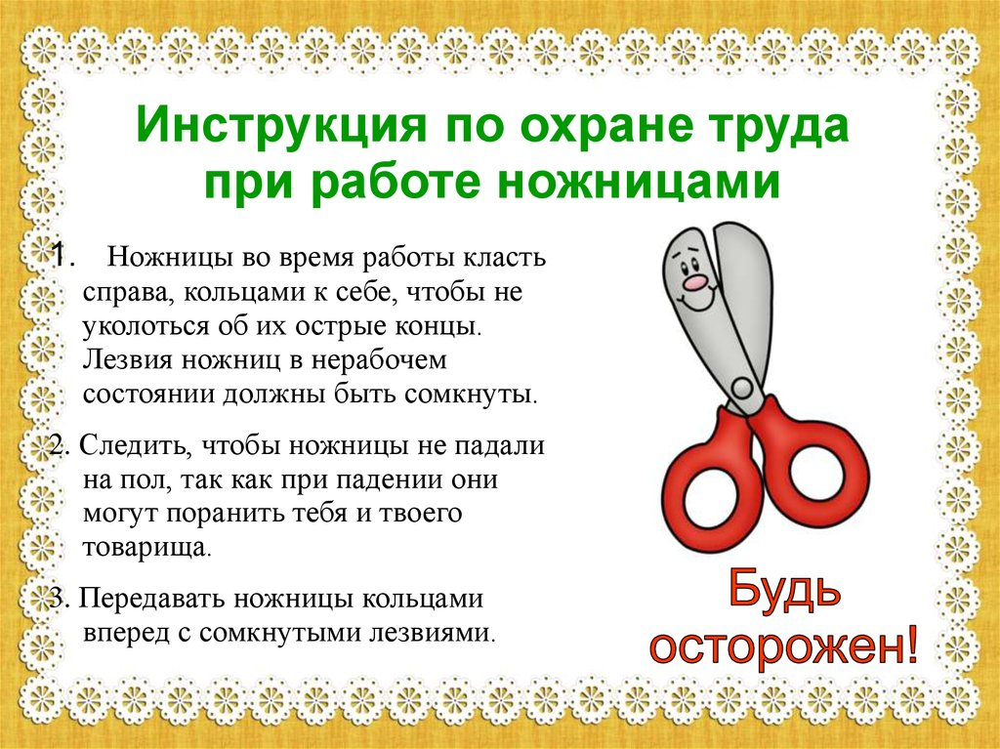 Инструкция по охране труда
при работе ножницами
1. Ножницы во время работы класть
справа, кольцами к себе, чтобы не
уколоться об их острые концы.
Лезвия ножниц в нерабочем
состоянии должны быть сомкнуты.
2. Следить, чтобы ножницы не падали
на пол, так как при падении они
могут поранить тебя и твоего
товарища.
3. Передавать ножницы кольцами
вперед с сомкнутыми лезвиями.
Будь
осторожен!